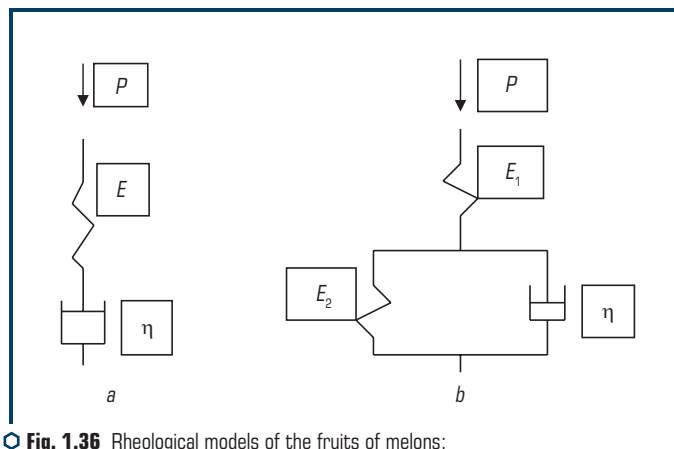 P
E
η
a
P
E₁
E₂
η
b
Fig. 1.36 Rheological models of the fruits of melons: